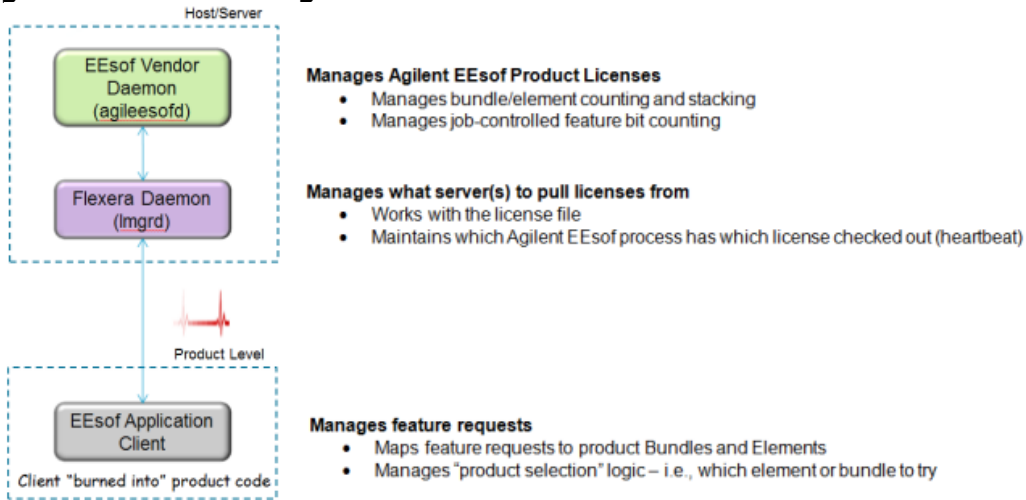 Host/Server
EEsof Vendor
Daemon
(agileesofd)
Manages Agilent EEsof Product Licenses
• Manages bundle/element counting and stacking
• Manages job-controlled feature bit counting
Flexera Daemon
(lmgrd)
Manages what server(s) to pull licenses from
• Works with the license file
• Maintains which Agilent EEsof process has which license checked out (heartbeat)
Product Level
EEsof Application
Client
Client "burned into" product code
Manages feature requests
• Maps feature requests to product Bundles and Elements
• Manages “product selection” logic – i.e., which element or bundle to try